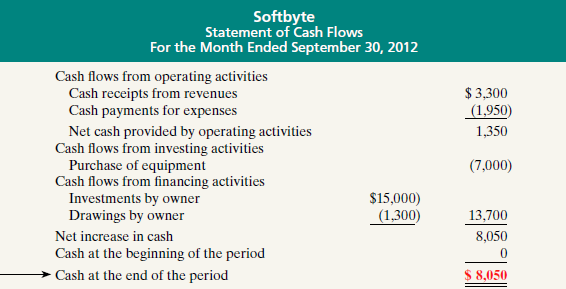 Softbyte
Statement of Cash Flows
For the Month Ended September 30, 2012
Cash flows from operating activities
Cash receipts from revenues $ 3,300
Cash payments for expenses (1,950)
Net cash provided by operating activities 1,350
Cash flows from investing activities
Purchase of equipment (7,000)
Cash flows from financing activities
Investments by owner $15,000)
Drawings by owner (1,300) 13,700
Net increase in cash 8,050
Cash at the beginning of the period 0
Cash at the end of the period $ 8,050